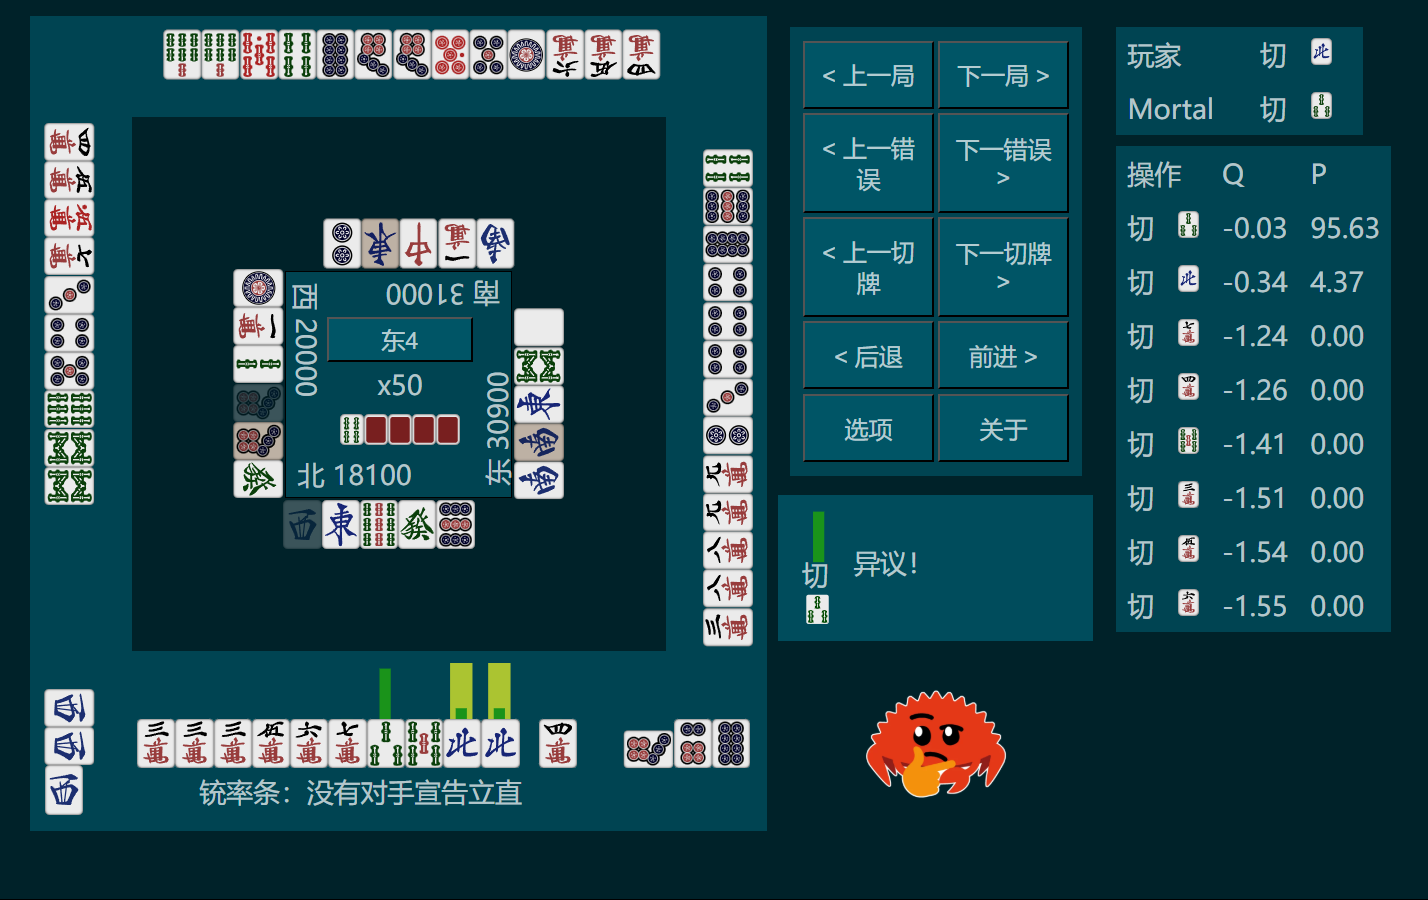 < 上一局
下一局 >
< 上一错误
下一错误 >
< 上一切牌
下一切牌 >
< 后退
前进 >
选项
关于
玩家 切
Mortal 切
操作 Q P
切 -0.03 95.63
切 -0.34 4.37
切 -1.24 0.00
切 -1.26 0.00
切 -1.41 0.00
切 -1.51 0.00
切 -1.54 0.00
切 -1.55 0.00
切
异议！
南 31000
西 20000
东4
x50
东 30900
北 18100
铳率条：没有对手宣告立直